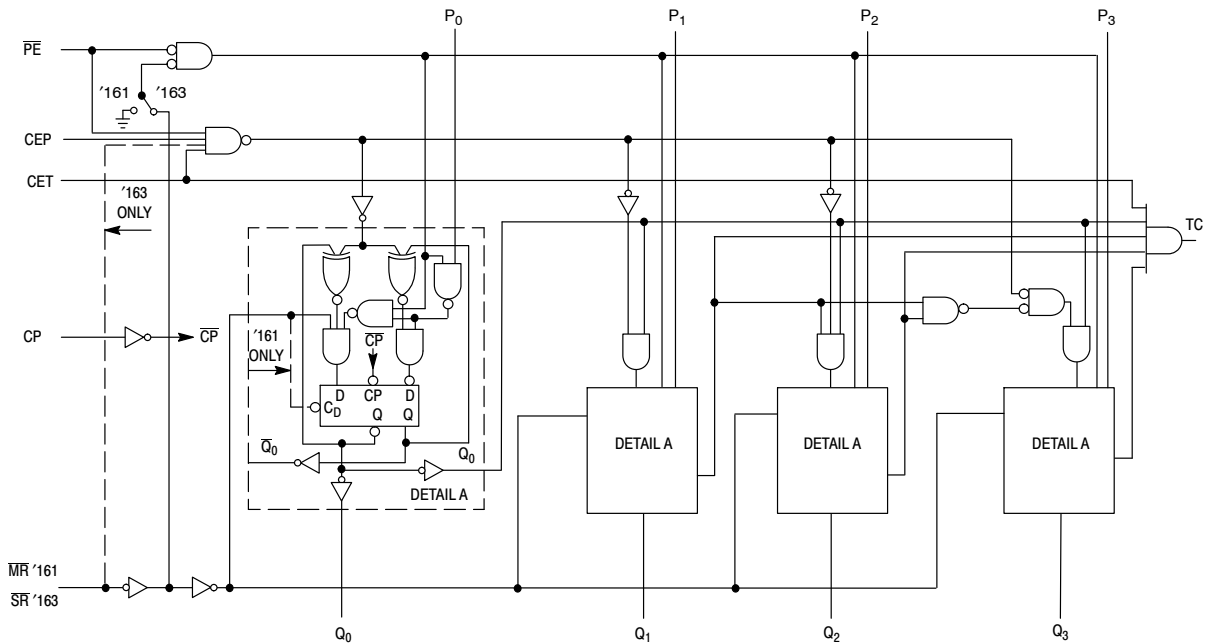 P0 P1 P2 P3
PE
'161 '163
CEP
CET
'163
ONLY
TC
CP CP
'161
ONLY
CP
D CP D
CD Q Q
Q0 Q0
DETAIL A
DETAIL A
DETAIL A
DETAIL A
MR '161
SR '163
Q0 Q1 Q2 Q3